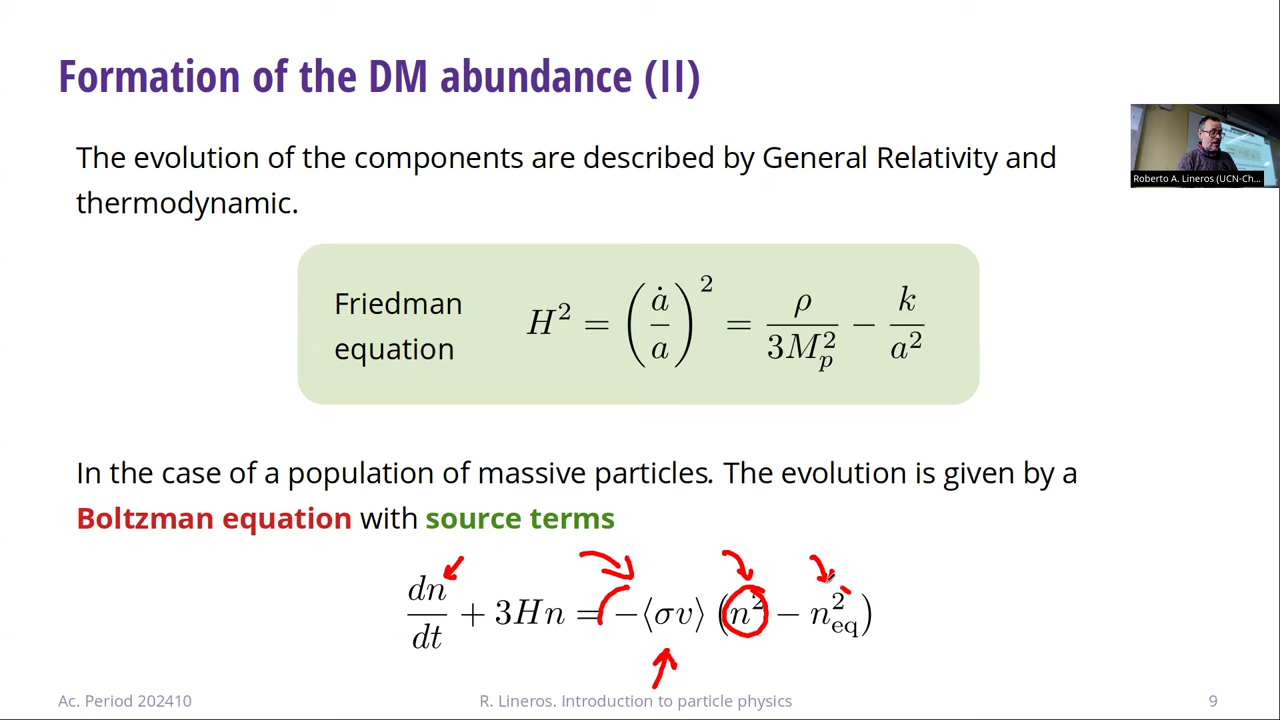 Formation of the DM abundance (II)
The evolution of the components are described by General Relativity and
thermodynamic.
Friedman
equation
H² = (ȧ/a)² = ρ/(3M_p²) − k/a²
In the case of a population of massive particles. The evolution is given by a
Boltzman equation with source terms
dn/dt + 3Hn = −⟨σv⟩ (n² − n²_eq)
Roberto A. Lineros (UCN-Ch...
Ac. Period 202410
R. Lineros. Introduction to particle physics
9